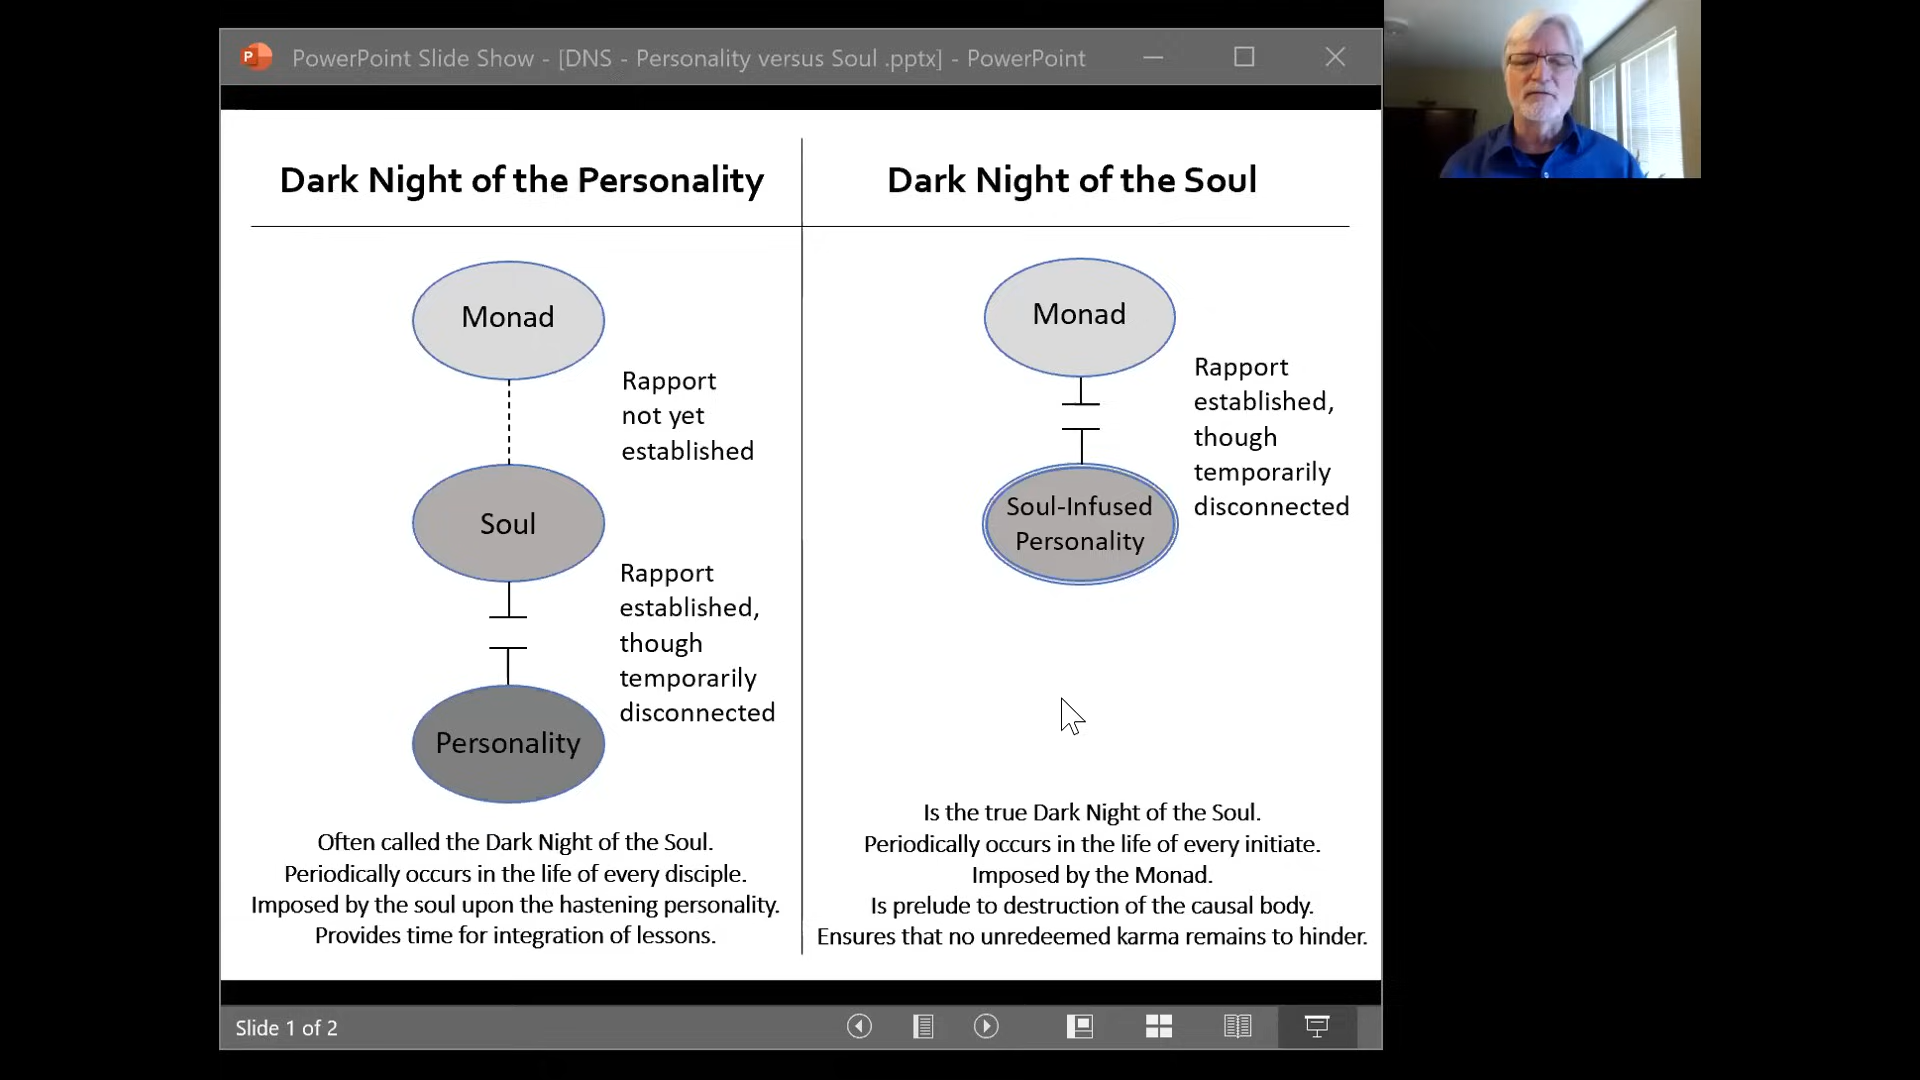 PowerPoint Slide Show - [DNS - Personality versus Soul .pptx] - PowerPoint
Dark Night of the Personality
Monad
Rapport
not yet
established
Soul
Rapport
established,
though
temporarily
disconnected
Personality
Often called the Dark Night of the Soul.
Periodically occurs in the life of every disciple.
Imposed by the soul upon the hastening personality.
Provides time for integration of lessons.
Dark Night of the Soul
Monad
Rapport
established,
though
temporarily
disconnected
Soul-Infused
Personality
Is the true Dark Night of the Soul.
Periodically occurs in the life of every initiate.
Imposed by the Monad.
Is prelude to destruction of the causal body.
Ensures that no unredeemed karma remains to hinder.
Slide 1 of 2